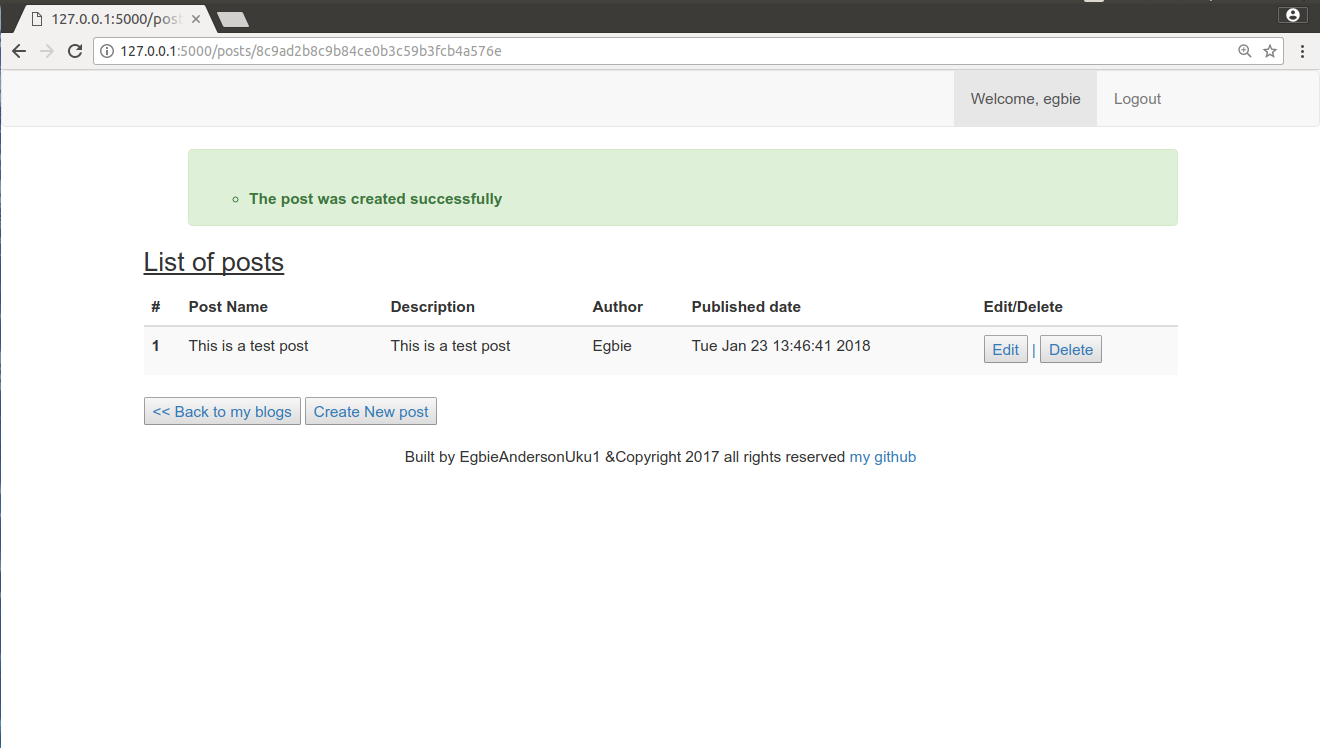 127.0.0.1:5000/post
127.0.0.1:5000/posts/8c9ad2b8c9b84ce0b3c59b3fcb4a576e
Welcome, egbie Logout
The post was created successfully
List of posts
# Post Name Description Author Published date Edit/Delete
1 This is a test post This is a test post Egbie Tue Jan 23 13:46:41 2018 Edit | Delete
<< Back to my blogs Create New post
Built by EgbieAndersonUku1 &Copyright 2017 all rights reserved my github